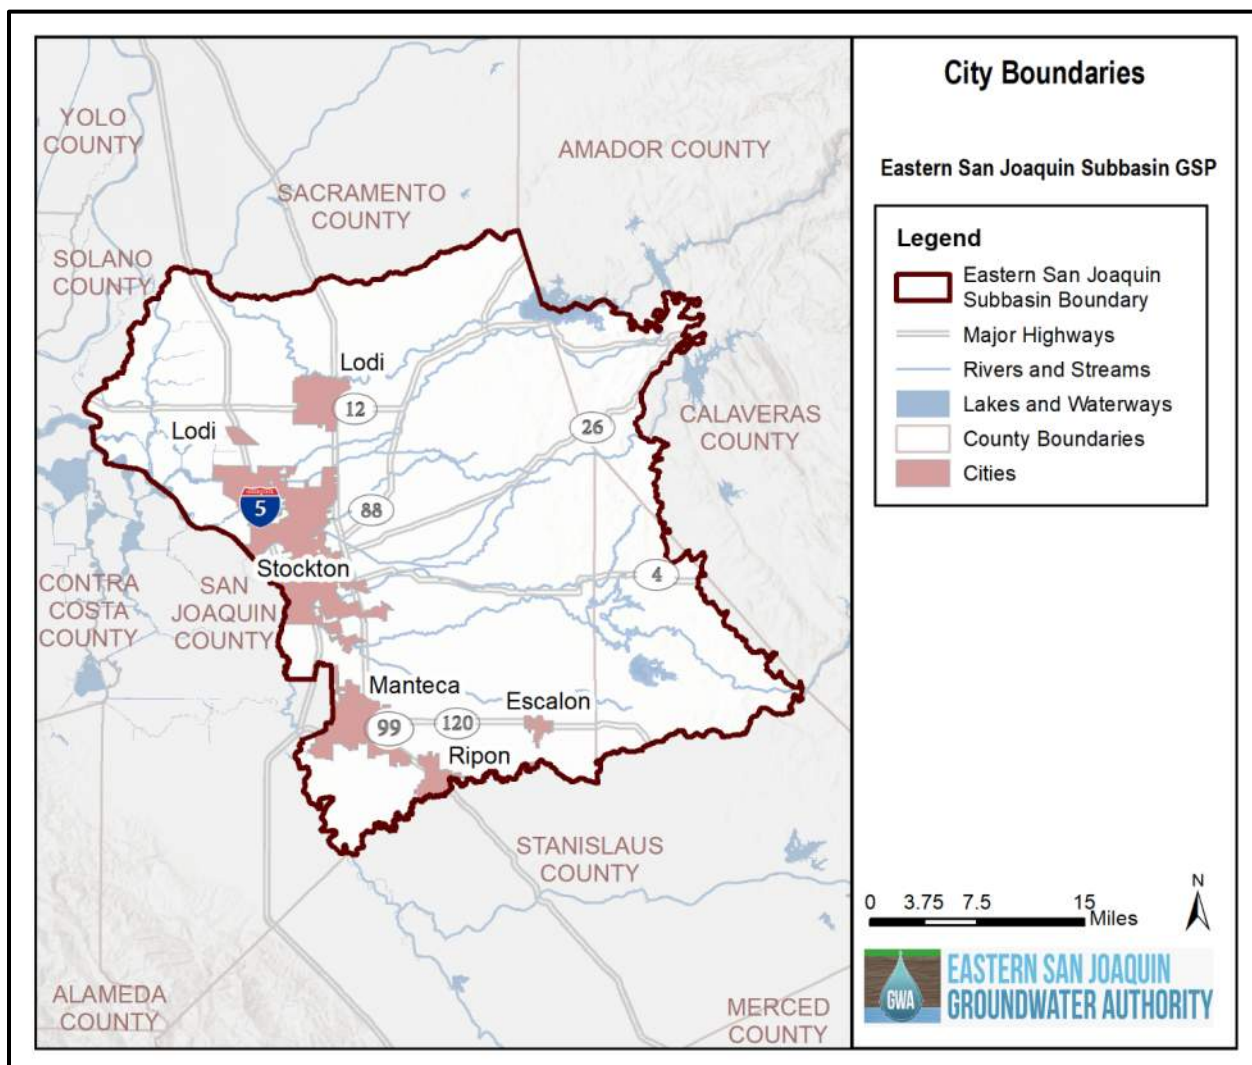 City Boundaries
Eastern San Joaquin Subbasin GSP
Legend
Eastern San Joaquin
Subbasin Boundary
Major Highways
Rivers and Streams
Lakes and Waterways
County Boundaries
Cities
YOLO
COUNTY
AMADOR COUNTY
SACRAMENTO
COUNTY
SOLANO
COUNTY
Lodi
12
CALAVERAS
COUNTY
26
Lodi
5
88
Stockton
4
CONTRA
COSTA
COUNTY
SAN
JOAQUIN
COUNTY
Manteca
Escalon
99
120
Ripon
STANISLAUS
COUNTY
ALAMEDA
COUNTY
MERCED
COUNTY
N
0 3.75 7.5 15
Miles
GWA
EASTERN SAN JOAQUIN
GROUNDWATER AUTHORITY